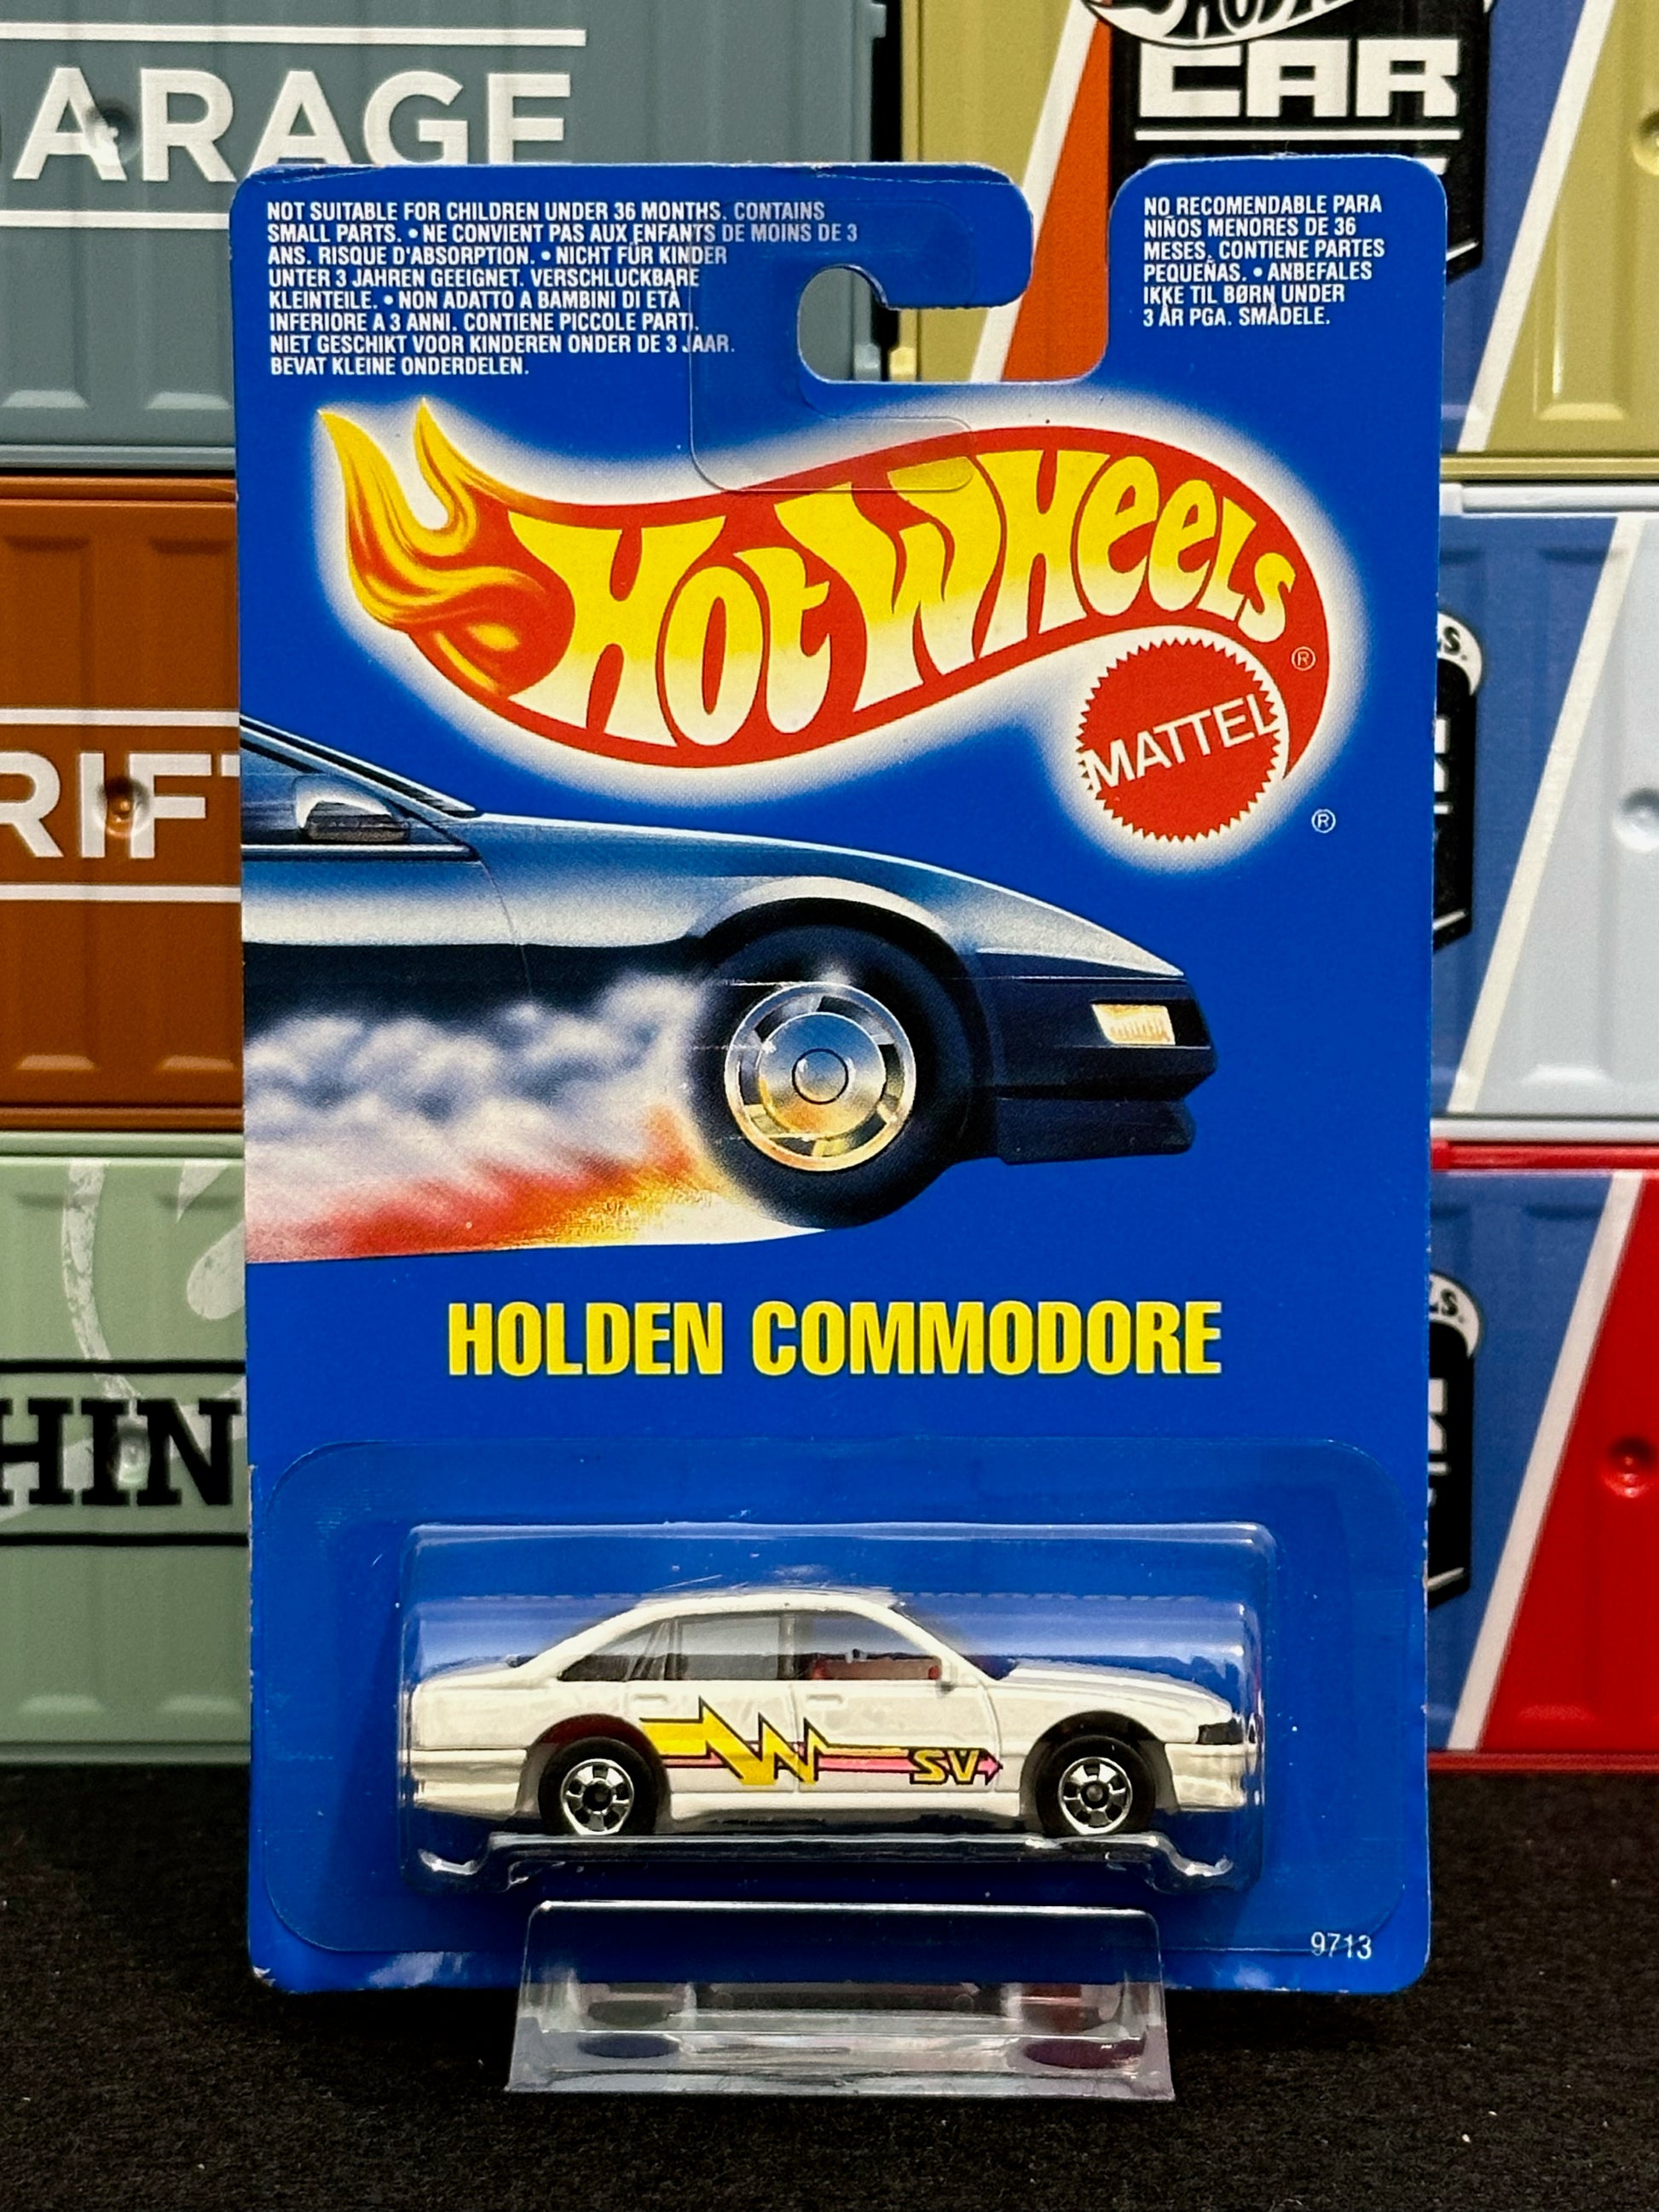 ARAGE
CAR
NOT SUITABLE FOR CHILDREN UNDER 36 MONTHS. CONTAINS
SMALL PARTS. • NE CONVIENT PAS AUX ENFANTS DE MOINS DE 3
ANS. RISQUE D'ABSORPTION. • NICHT FÜR KINDER
UNTER 3 JAHREN GEEIGNET. VERSCHLUCKBARE
KLEINTEILE. • NON ADATTO A BAMBINI DI ETÀ
INFERIORE A 3 ANNI. CONTIENE PICCOLE PARTI.
NIET GESCHIKT VOOR KINDEREN ONDER DE 3 JAAR.
BEVAT KLEINE ONDERDELEN.
NO RECOMENDABLE PARA
NIÑOS MENORES DE 36
MESES. CONTIENE PARTES
PEQUEÑAS. • ANBEFALES
IKKE TIL BØRN UNDER
3 ÅR PGA. SMÅDELE.
HOT WHEELS ®
MATTEL
®
RIFT
HOLDEN COMMODORE
HIN
SV
9713